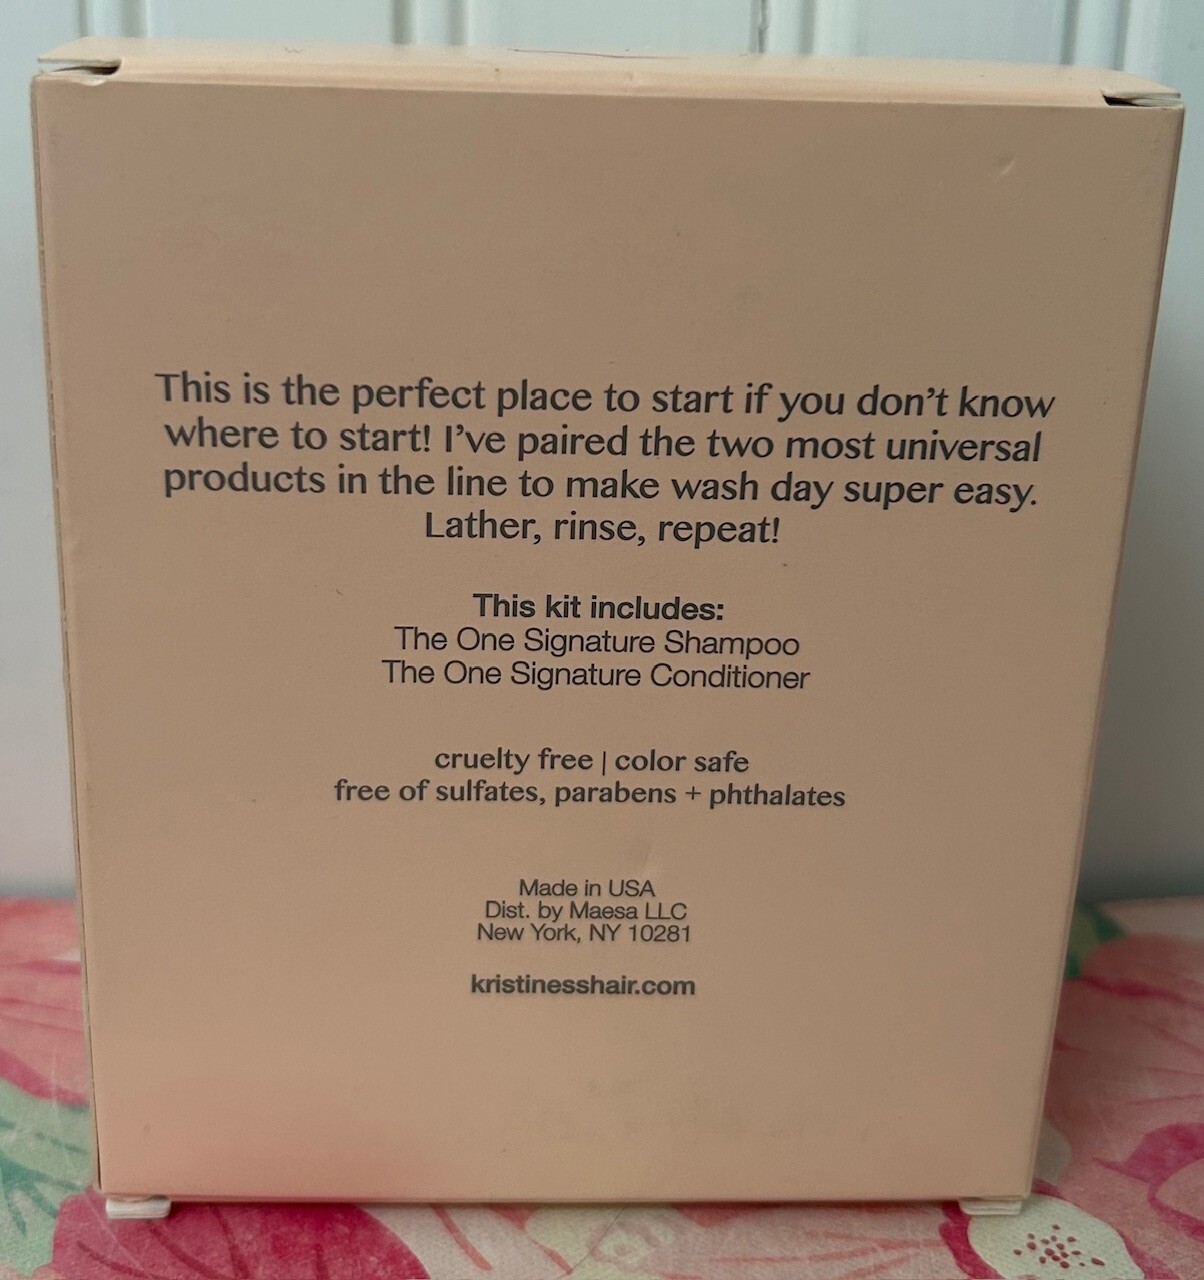 This is the perfect place to start if you don't know
where to start! I've paired the two most universal
products in the line to make wash day super easy.
Lather, rinse, repeat!
This kit includes:
The One Signature Shampoo
The One Signature Conditioner
cruelty free | color safe
free of sulfates, parabens + phthalates
Made in USA
Dist. by Maesa LLC
New York, NY 10281
kristinesshair.com